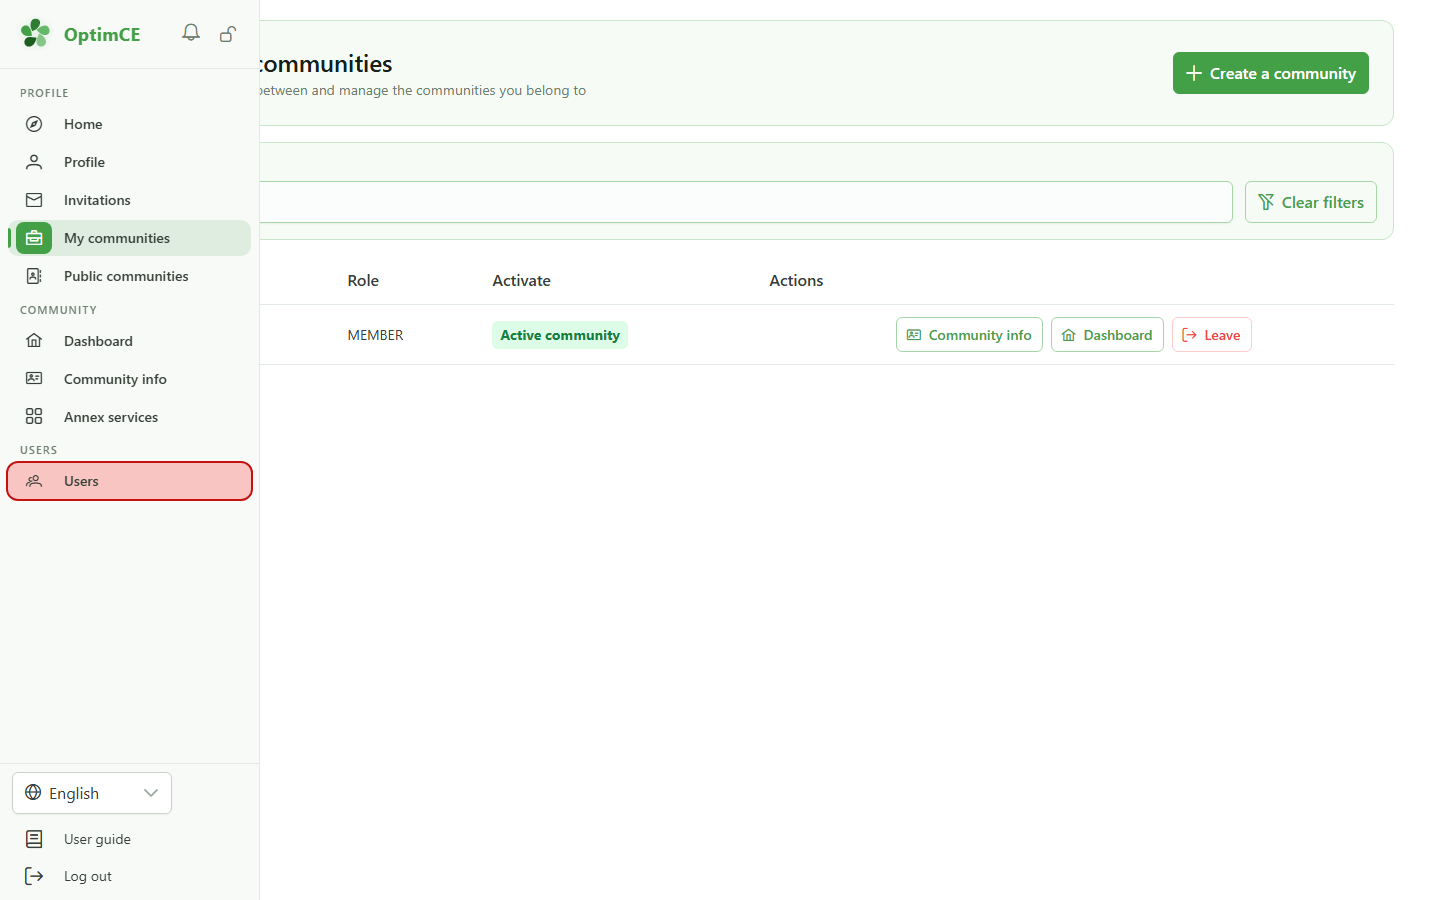 OptimCE
PROFILE
Home
Profile
Invitations
My communities
Public communities
COMMUNITY
Dashboard
Community info
Annex services
USERS
Users
English
User guide
Log out
communities
between and manage the communities you belong to
Create a community
Clear filters
Role Activate Actions
MEMBER Active community Community info Dashboard Leave